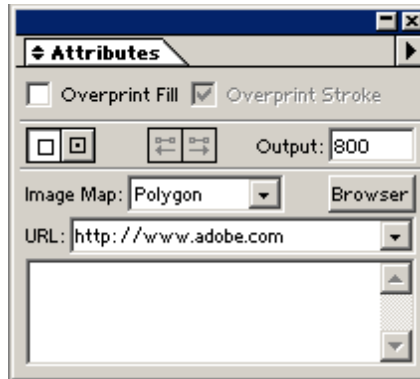 Attributes
Overprint Fill Overprint Stroke
Output: 800
Image Map: Polygon Browser
URL: http://www.adobe.com